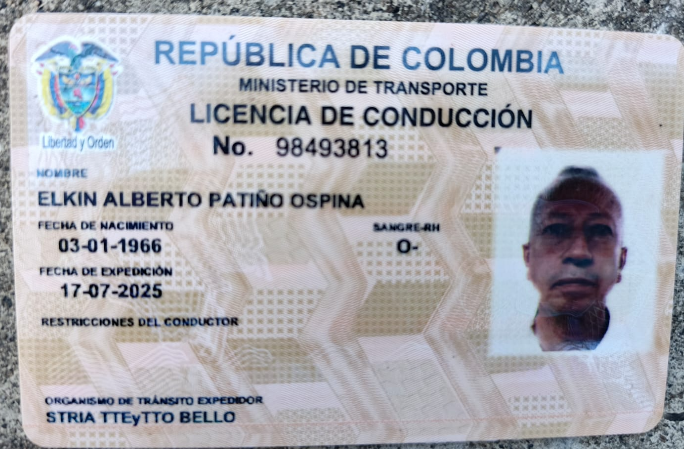 REPÚBLICA DE COLOMBIA
MINISTERIO DE TRANSPORTE
LICENCIA DE CONDUCCIÓN
No. 98493813
Libertad y Orden
NOMBRE
ELKIN ALBERTO PATIÑO OSPINA
FECHA DE NACIMIENTO SANGRE-RH
03-01-1966 O-
FECHA DE EXPEDICIÓN
17-07-2025
RESTRICCIONES DEL CONDUCTOR
ORGANISMO DE TRÁNSITO EXPEDIDOR
STRIA TTEyTTO BELLO